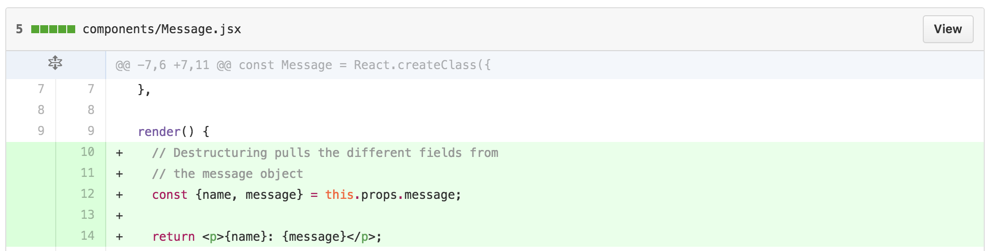 5 components/Message.jsx View
@@ -7,6 +7,11 @@ const Message = React.createClass({
7 7 },
8 8
9 9 render() {
10 + // Destructuring pulls the different fields from
11 + // the message object
12 + const {name, message} = this.props.message;
13 +
14 + return <p>{name}: {message}</p>;